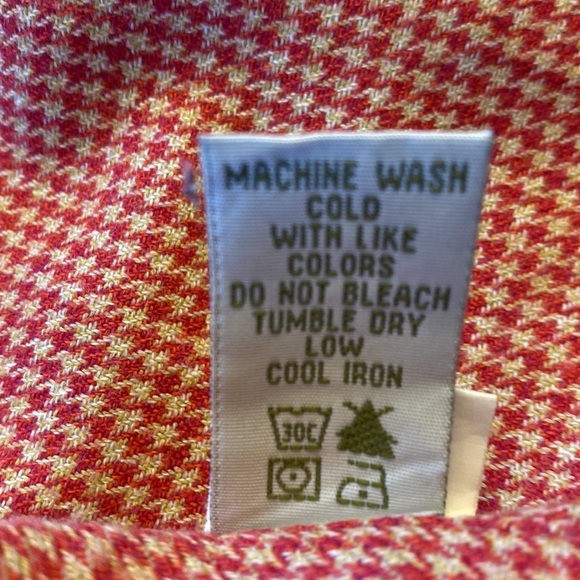 MACHINE WASH
COLD
WITH LIKE
COLORS
DO NOT BLEACH
TUMBLE DRY
LOW
COOL IRON
30C